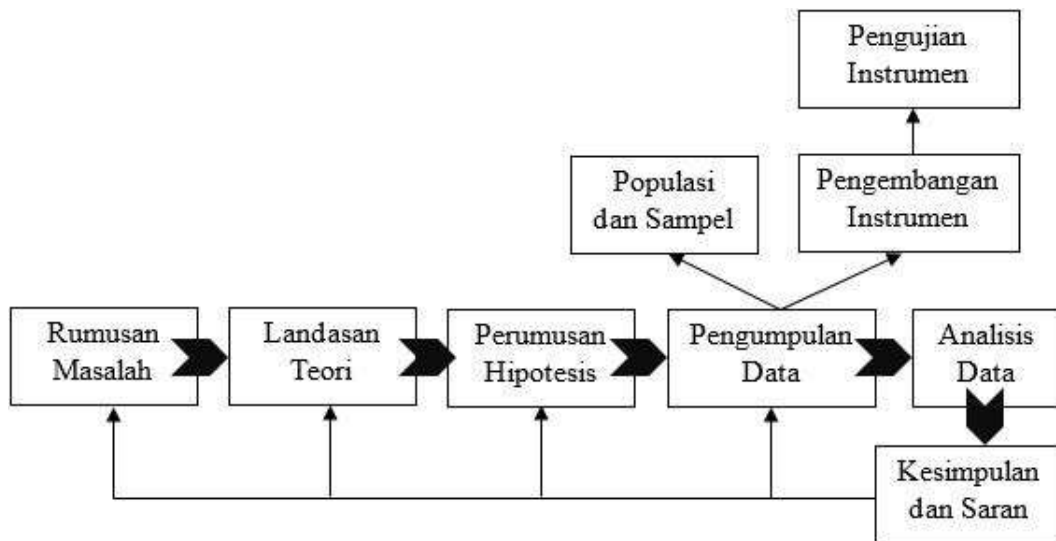 Pengujian
Instrumen
Populasi
dan Sampel
Pengembangan
Instrumen
Rumusan
Masalah
Landasan
Teori
Perumusan
Hipotesis
Pengumpulan
Data
Analisis
Data
Kesimpulan
dan Saran